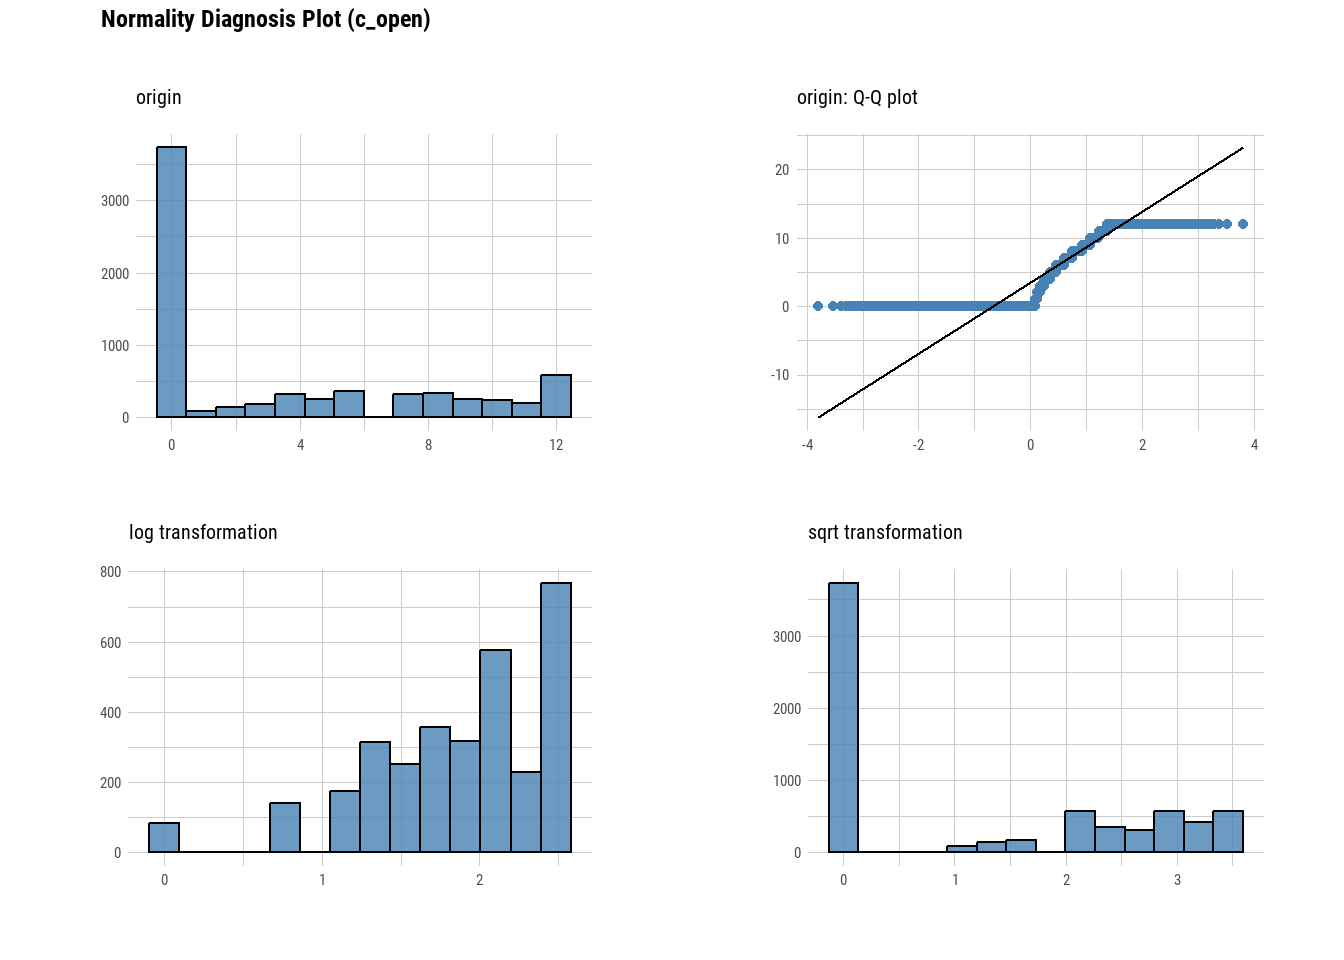 Normality Diagnosis Plot (c_open)
origin
3000
2000
1000
0
0 4 8 12
origin: Q-Q plot
20
10
0
-10
-4 -2 0 2 4
log transformation
800
600
400
200
0
0 1 2
sqrt transformation
3000
2000
1000
0
0 1 2 3